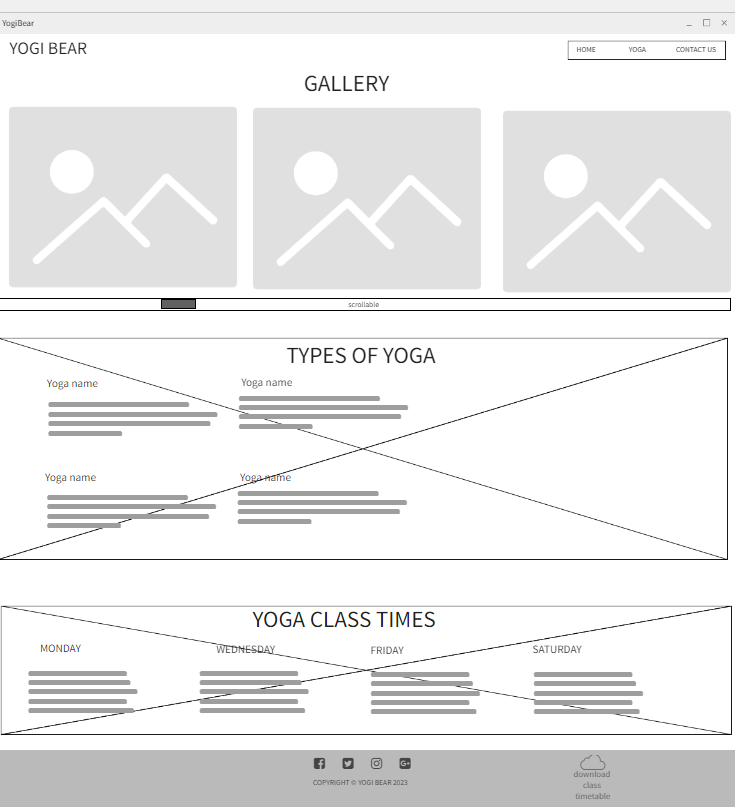 YogiBear
YOGI BEAR
HOME YOGA CONTACT US
GALLERY
scrollable
TYPES OF YOGA
Yoga name Yoga name
Yoga name Yoga name
YOGA CLASS TIMES
MONDAY WEDNESDAY FRIDAY SATURDAY
COPYRIGHT © YOGI BEAR 2023
download
class
timetable